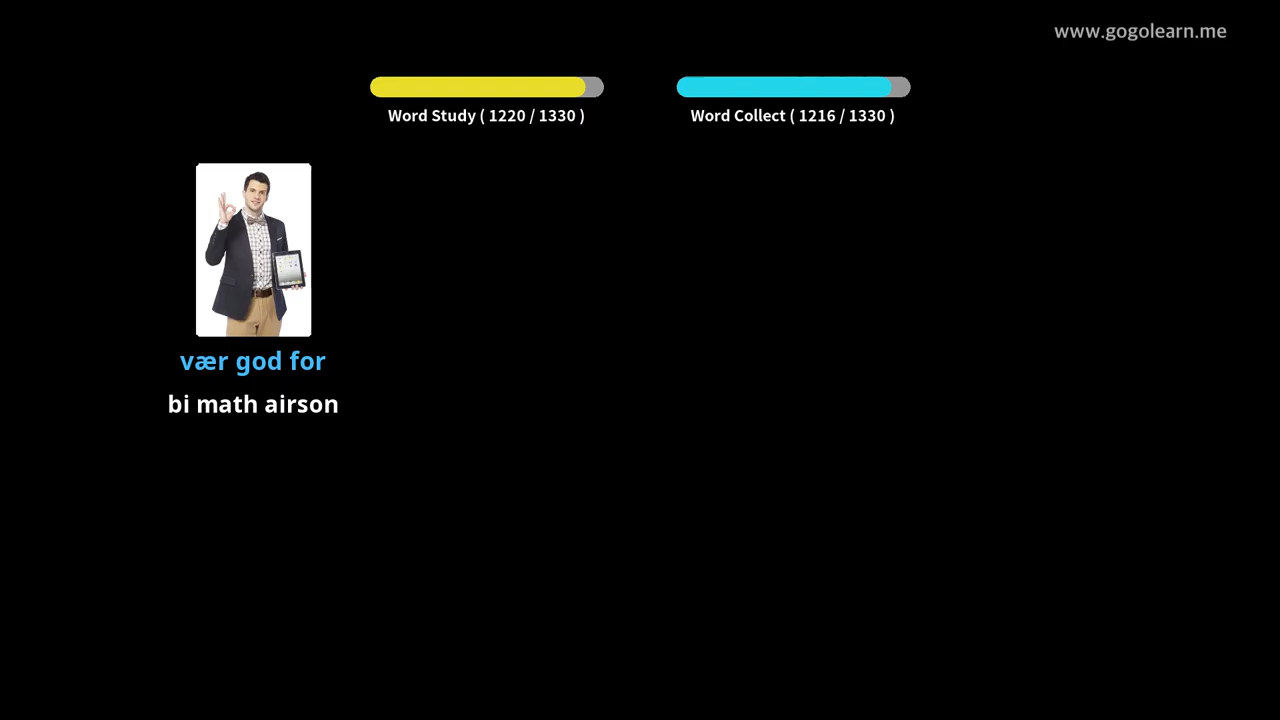 www.gogolearn.me
Word Study ( 1220 / 1330 )
Word Collect ( 1216 / 1330 )
vær god for
bi math airson